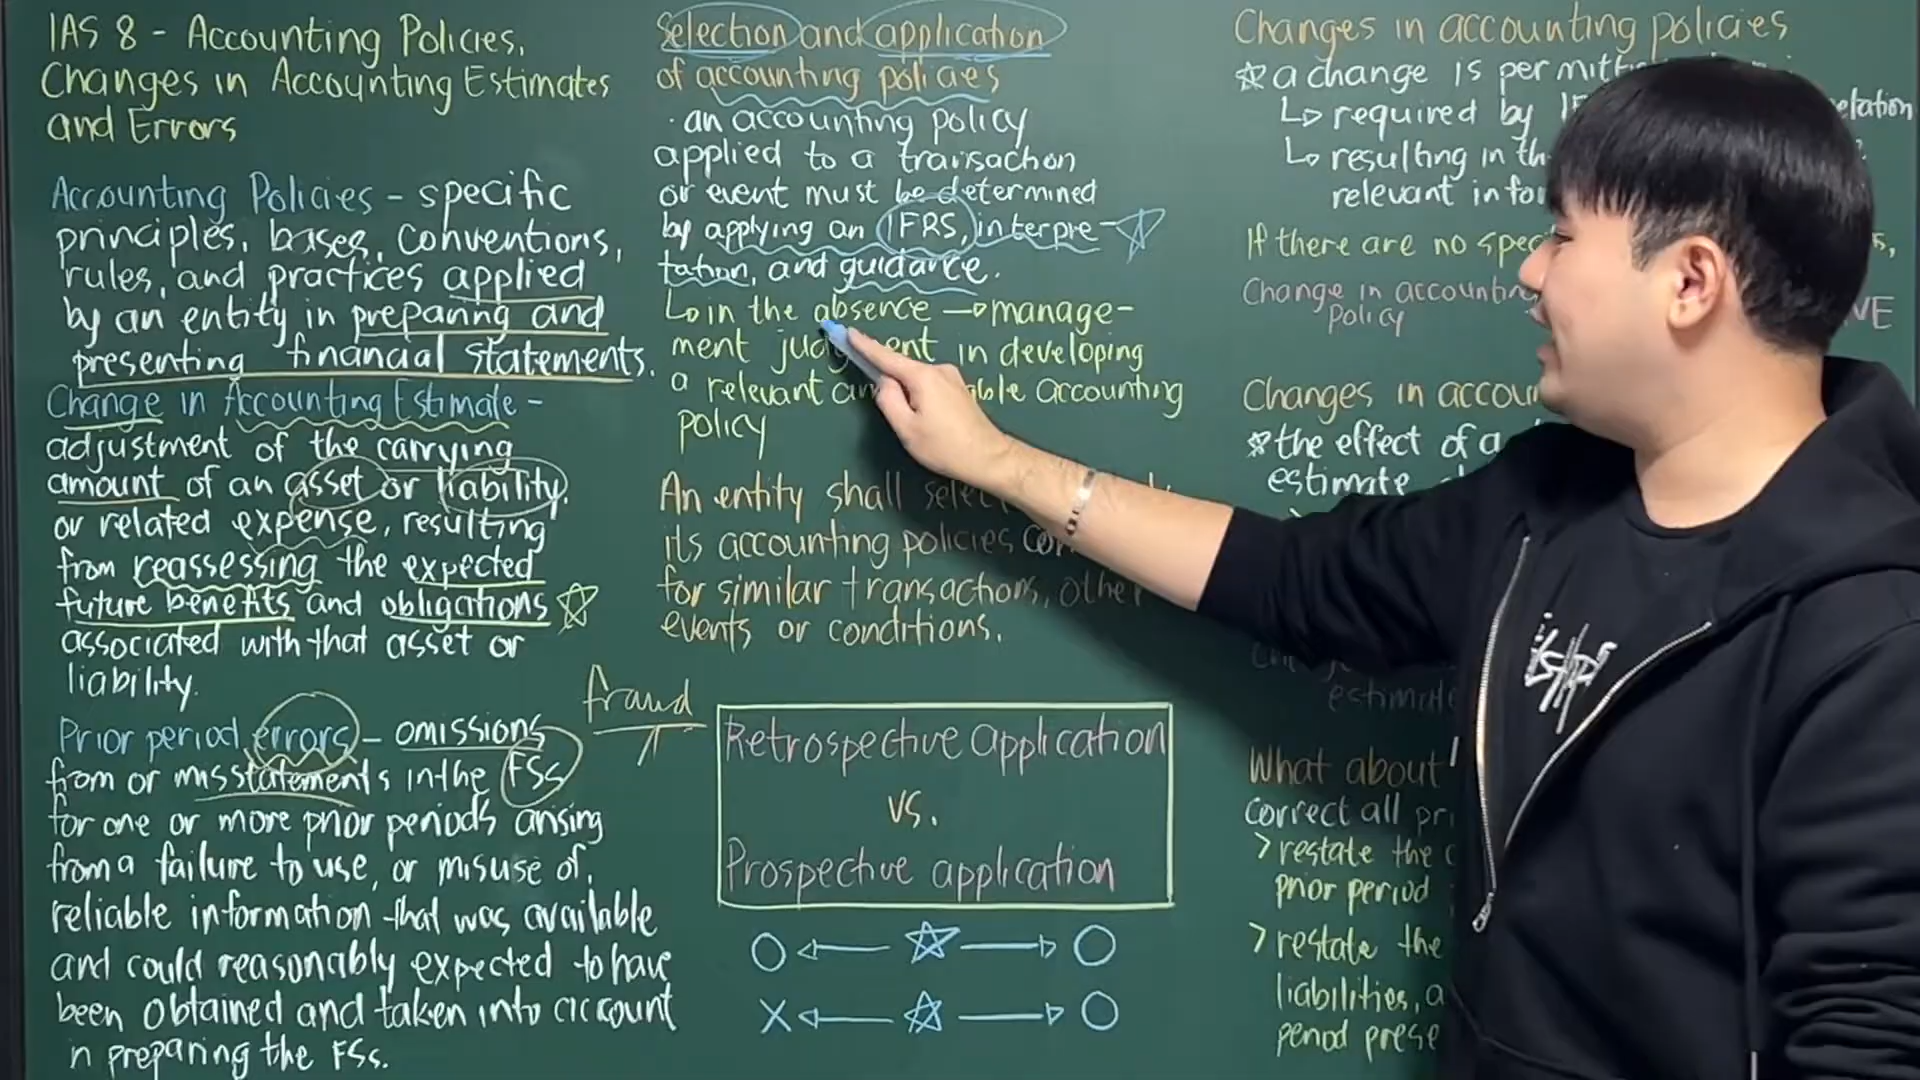 IAS 8 - Accounting Policies,
Changes in Accounting Estimates
and Errors
Accounting Policies - specific
principles, bases, conventions,
rules, and practices applied
by an entity in preparing and
presenting financial statements.
Change in Accounting Estimate -
adjustment of the carrying
amount of an asset or liability,
or related expense, resulting
from reassessing the expected
future benefits and obligations
associated with that asset or
liability.
Prior period errors - omissions
from or misstatements in the FSs
for one or more prior periods arising
from a failure to use, or misuse of,
reliable information that was available
and could reasonably expected to have
been obtained and taken into account
in preparing the FSs.
fraud
Selection and application
of accounting policies
· an accounting policy
applied to a transaction
or event must be determined
by applying an IFRS, interpre-
tation, and guidance.
in the absence → manage-
ment judgment in developing
a relevant able accounting
policy
An entity shall
its accounting policies
for similar transactions, other
events or conditions.
Retrospective application
vs.
Prospective application
X
Changes in accounting policies
a change is
required by
resulting in
relevant
If there are no
Change in accounting
policy
VE
Changes in
the effect of a
estimate
estimate
What about
correct all
> restate the
prior period
> restate the
liabilities,
period